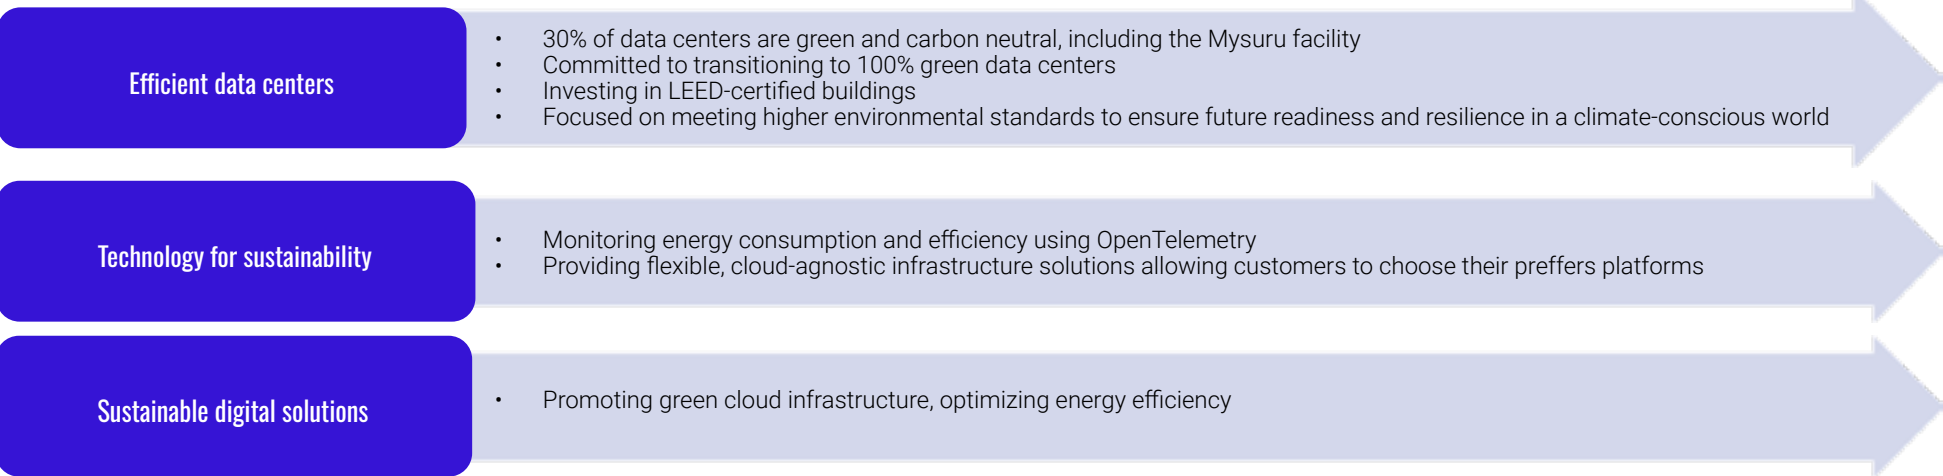 Efficient data centers
• 30% of data centers are green and carbon neutral, including the Mysuru facility
• Committed to transitioning to 100% green data centers
• Investing in LEED-certified buildings
• Focused on meeting higher environmental standards to ensure future readiness and resilience in a climate-conscious world
Technology for sustainability
• Monitoring energy consumption and efficiency using OpenTelemetry
• Providing flexible, cloud-agnostic infrastructure solutions allowing customers to choose their preffers platforms
Sustainable digital solutions
• Promoting green cloud infrastructure, optimizing energy efficiency